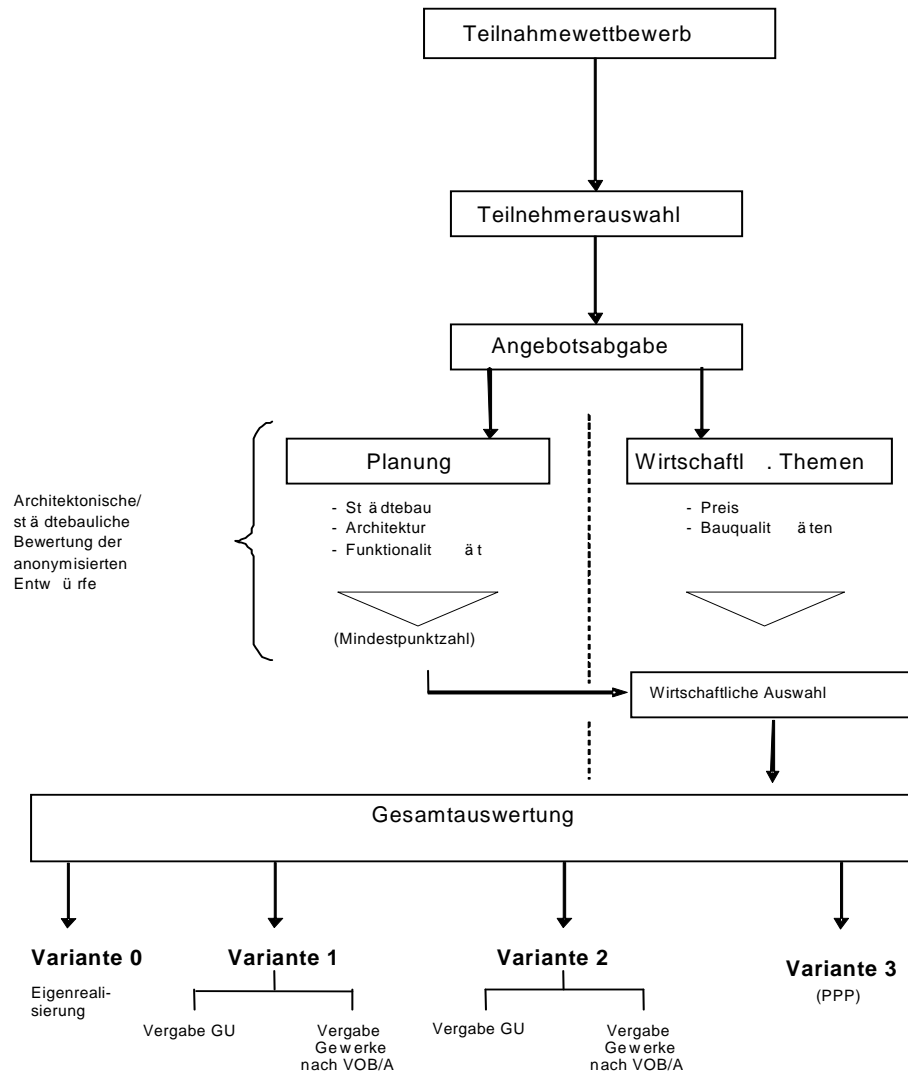 Teilnahmewettbewerb
Teilnehmerauswahl
Angebotsabgabe
Planung
Wirtschaftl . Themen
Architektonische/
städtebauliche
Bewertung der
anonymisierten
Entwürfe
- Städtebau
- Architektur
- Funktionalität
- Preis
- Bauqualitäten
(Mindestpunktzahl)
Wirtschaftliche Auswahl
Gesamtauswertung
Variante 0
Eigenreali-
sierung
Variante 1
Vergabe GU
Vergabe
Gewerke
nach VOB/A
Variante 2
Vergabe GU
Vergabe
Gewerke
nach VOB/A
Variante 3
(PPP)